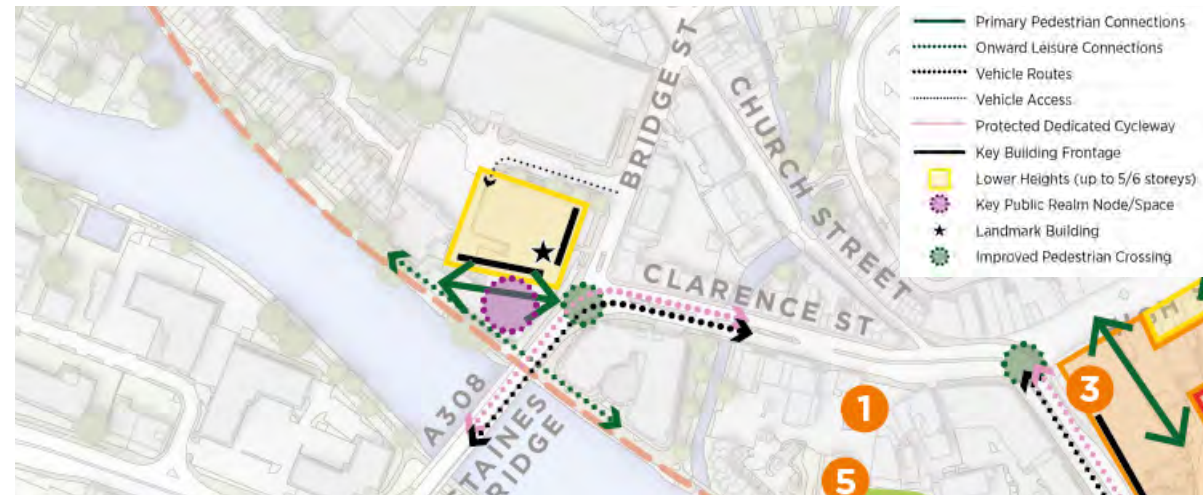 BRIDGE ST
CHURCH STREET
CLARENCE ST
A308
TAINES
RIDGE
1
3
5
Primary Pedestrian Connections
Onward Leisure Connections
Vehicle Routes
Vehicle Access
Protected Dedicated Cycleway
Key Building Frontage
Lower Heights (up to 5/6 storeys)
Key Public Realm Node/Space
Landmark Building
Improved Pedestrian Crossing